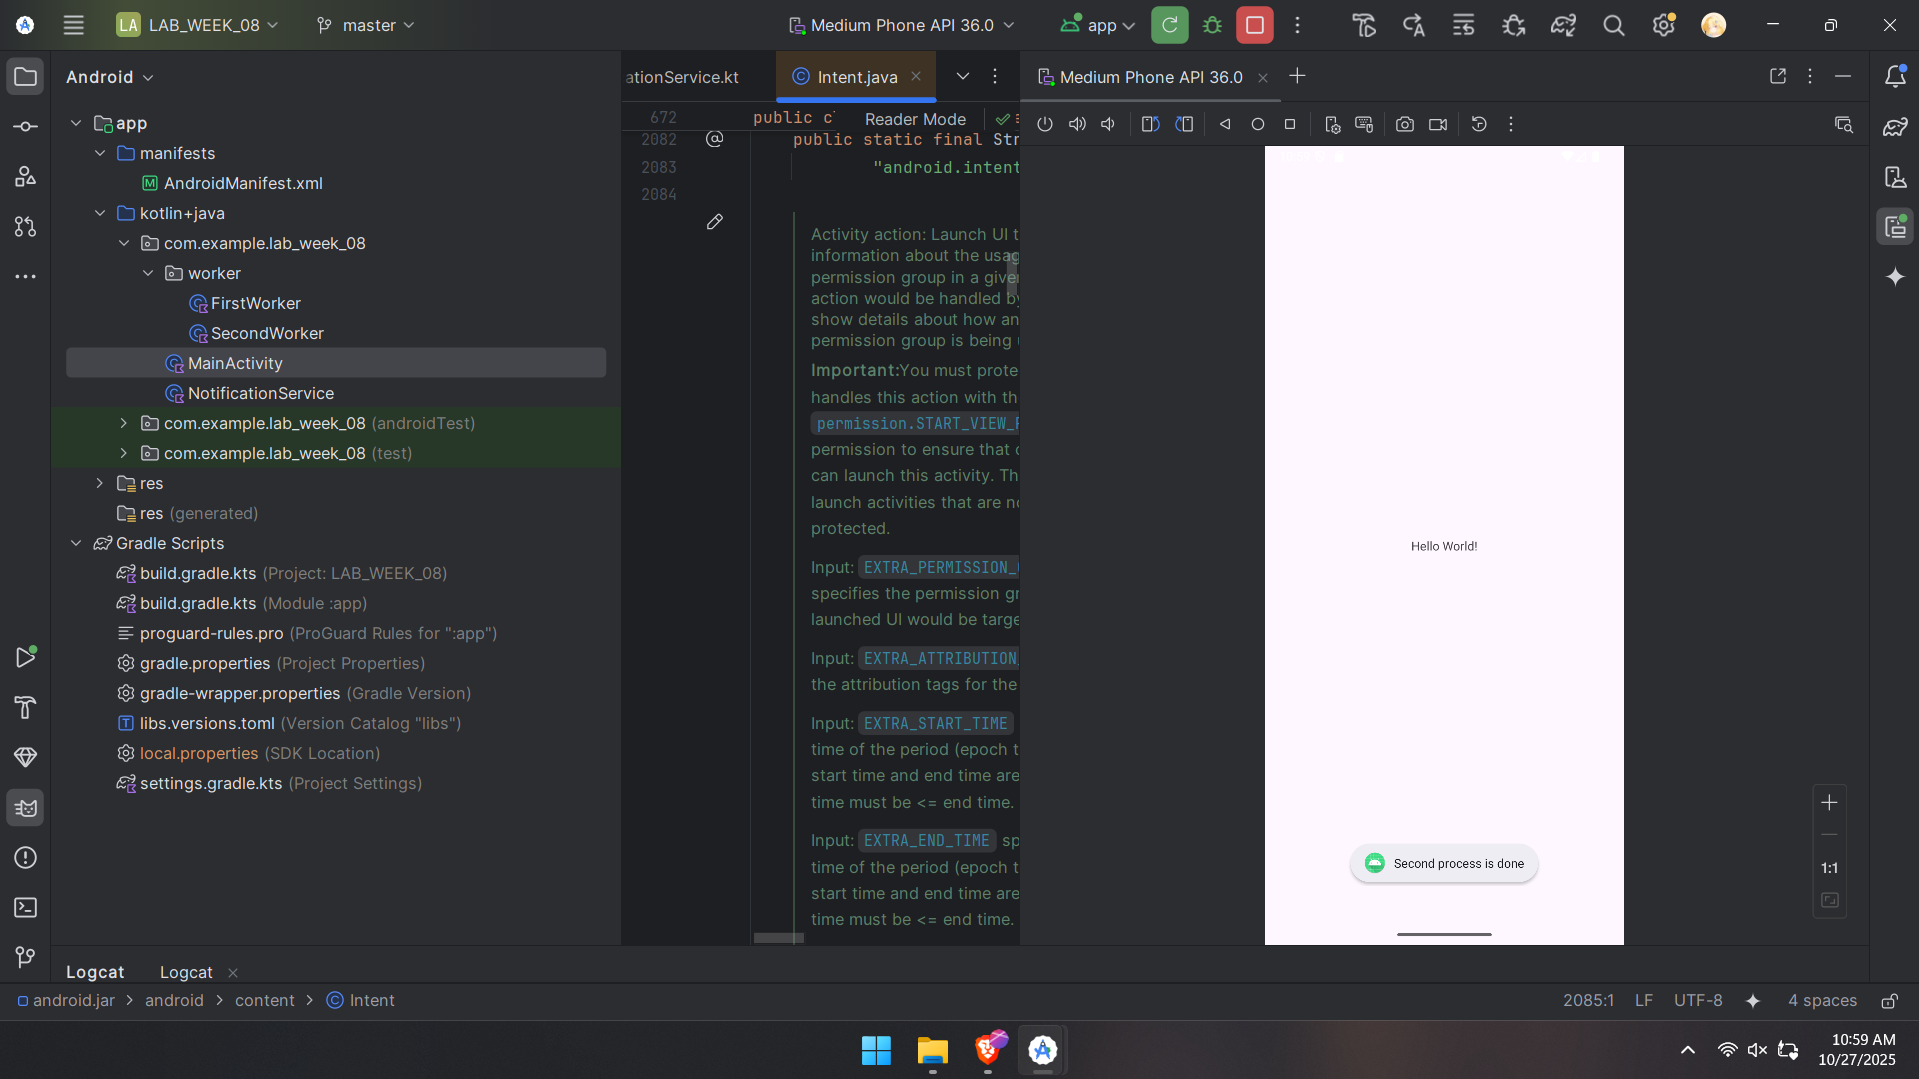 LA LAB_WEEK_08
master
Medium Phone API 36.0
app
Android
app
manifests
AndroidManifest.xml
kotlin+java
com.example.lab_week_08
worker
FirstWorker
SecondWorker
MainActivity
NotificationService
com.example.lab_week_08 (androidTest)
com.example.lab_week_08 (test)
res
res (generated)
Gradle Scripts
build.gradle.kts (Project: LAB_WEEK_08)
build.gradle.kts (Module :app)
proguard-rules.pro (ProGuard Rules for ":app")
gradle.properties (Project Properties)
gradle-wrapper.properties (Gradle Version)
libs.versions.toml (Version Catalog "libs")
local.properties (SDK Location)
settings.gradle.kts (Project Settings)
ationService.kt
Intent.java
672 public c
Reader Mode
2082 public static final Str
2083 "android.intent
2084
Activity action: Launch UI t
information about the usag
permission group in a give
action would be handled by
show details about how an
permission group is being
Important:You must prote
handles this action with th
permission.START_VIEW_
permission to ensure that
can launch this activity. Th
launch activities that are no
protected.
Input: EXTRA_PERMISSION_
specifies the permission gr
launched UI would be targe
Input: EXTRA_ATTRIBUTION_
the attribution tags for the
Input: EXTRA_START_TIME
time of the period (epoch t
start time and end time are
time must be <= end time.
Input: EXTRA_END_TIME sp
time of the period (epoch t
start time and end time are
time must be <= end time.
Medium Phone API 36.0
Hello World!
Second process is done
1:1
Logcat
Logcat
android.jar > android > content > Intent
2085:1
LF
UTF-8
4 spaces
10:59 AM
10/27/2025